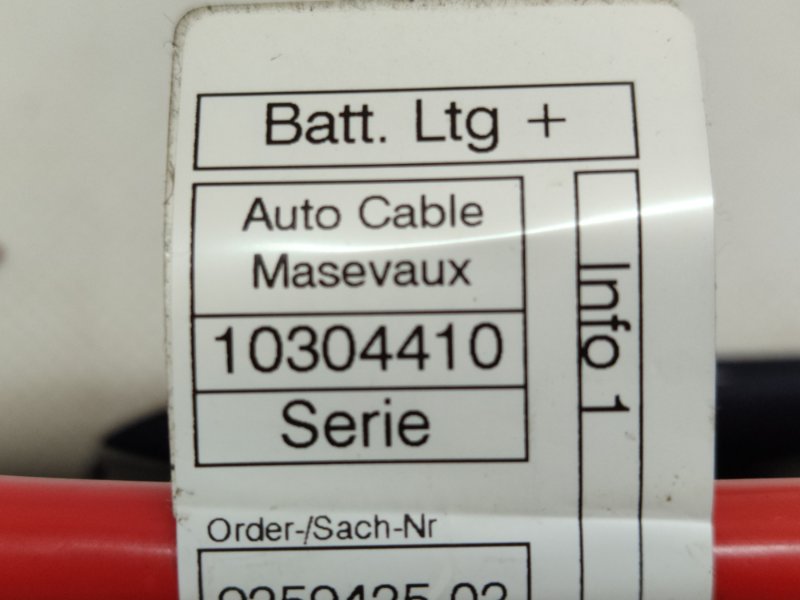 Batt. Ltg +
Auto Cable
Masevaux
10304410
Serie
Info 1
Order-/Sach-Nr